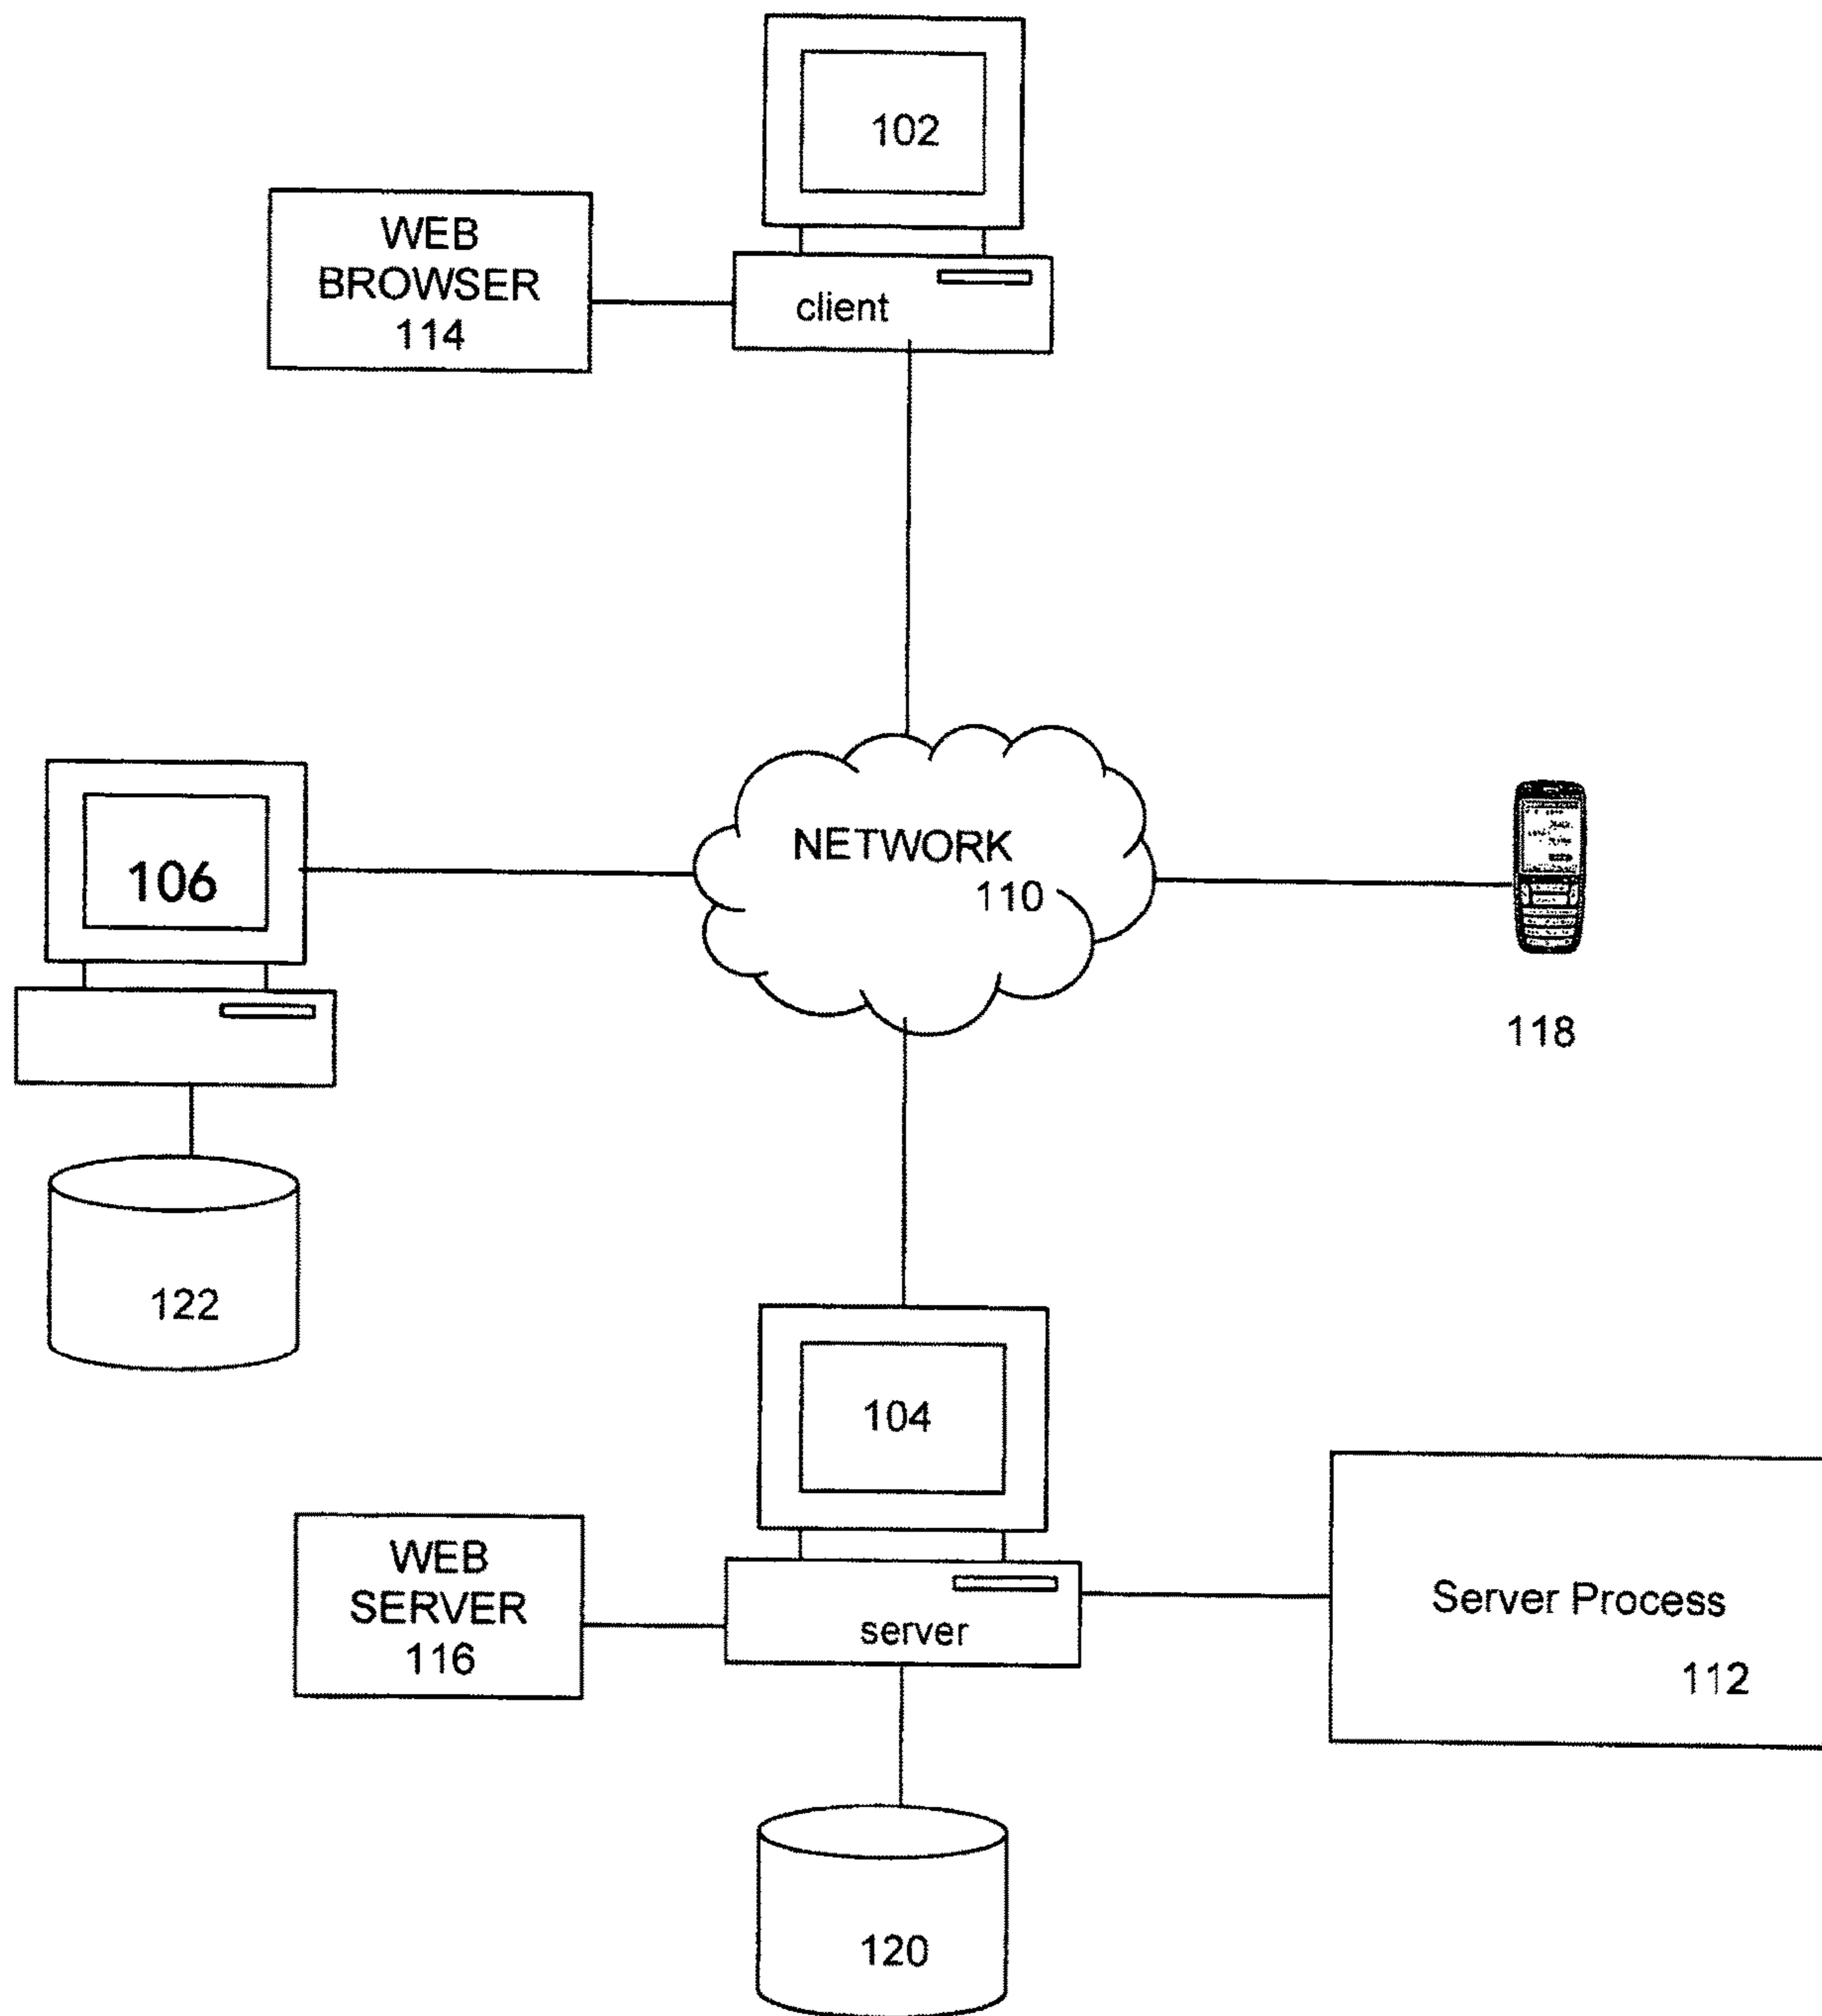 102
WEB
BROWSER
114
client
NETWORK
110
106
118
122
104
WEB
SERVER
116
server
Server Process
112
120